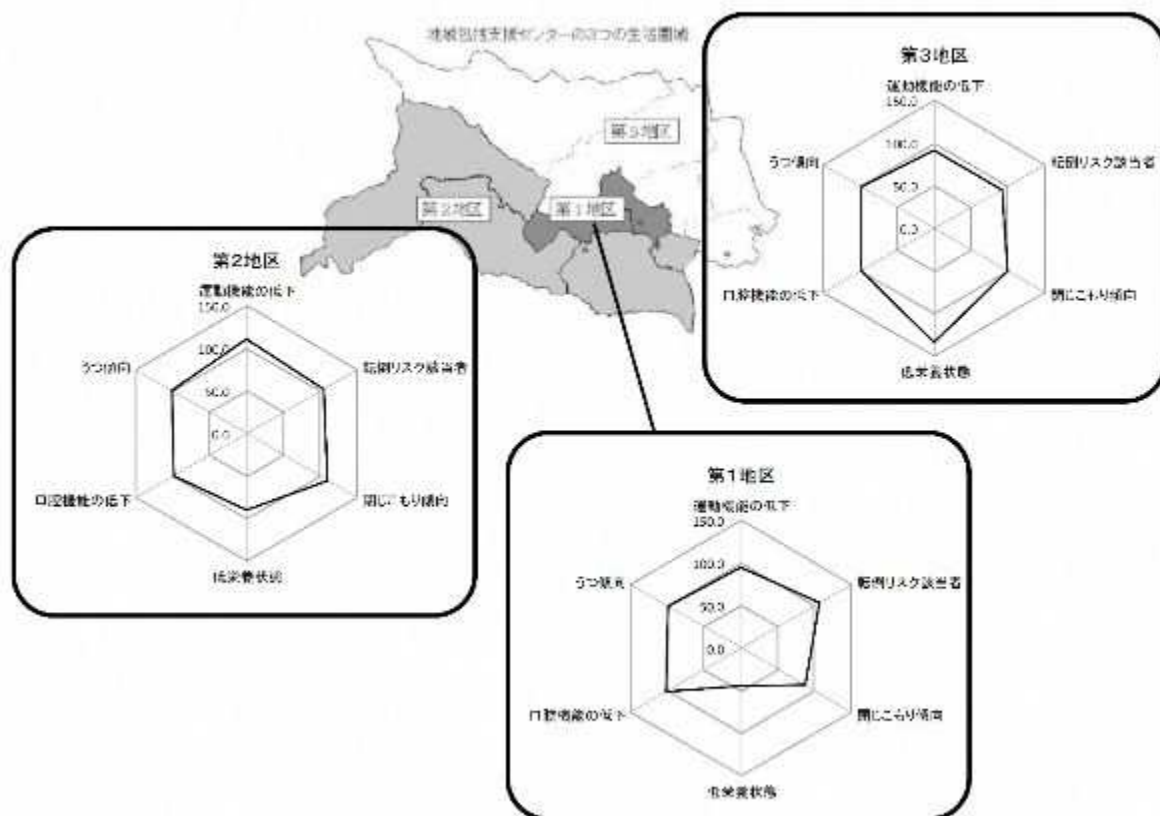 地域包括支援センターの3つの生活圏域
第3地区
第2地区
第1地区
第3地区
運動機能の低下
150.0
100.0
50.0
0.0
うつ傾向
転倒リスク該当者
口腔機能の低下
閉じこもり傾向
低栄養状態
第2地区
運動機能の低下
150.0
100.0
50.0
0.0
うつ傾向
転倒リスク該当者
口腔機能の低下
閉じこもり傾向
低栄養状態
第1地区
運動機能の低下
150.0
100.0
50.0
0.0
うつ傾向
転倒リスク該当者
口腔機能の低下
閉じこもり傾向
低栄養状態